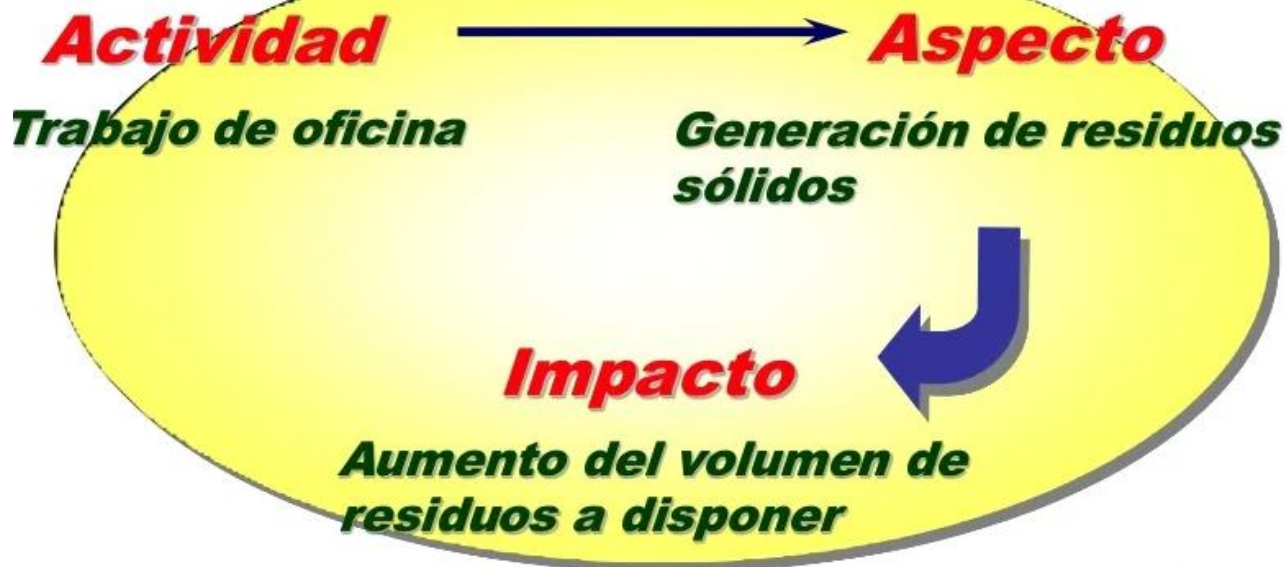 Actividad
Aspecto
Trabajo de oficina
Generación de residuos
sólidos
Impacto
Aumento del volumen de
residuos a disponer